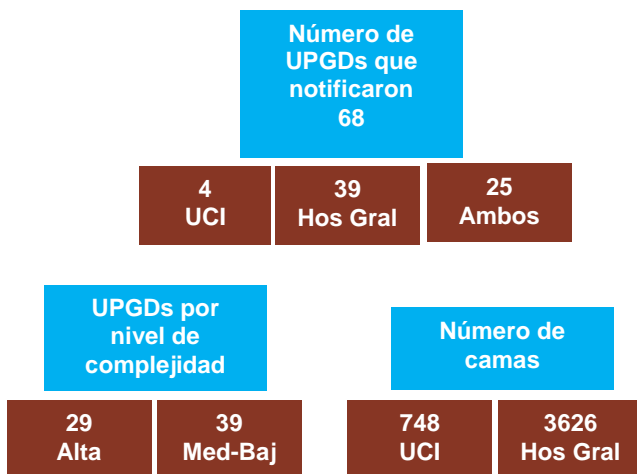 Número de
UPGDs que
notificaron
68
4
UCI
39
Hos Gral
25
Ambos
UPGDs por
nivel de
complejidad
29
Alta
39
Med-Baj
Número de
camas
748
UCI
3626
Hos Gral